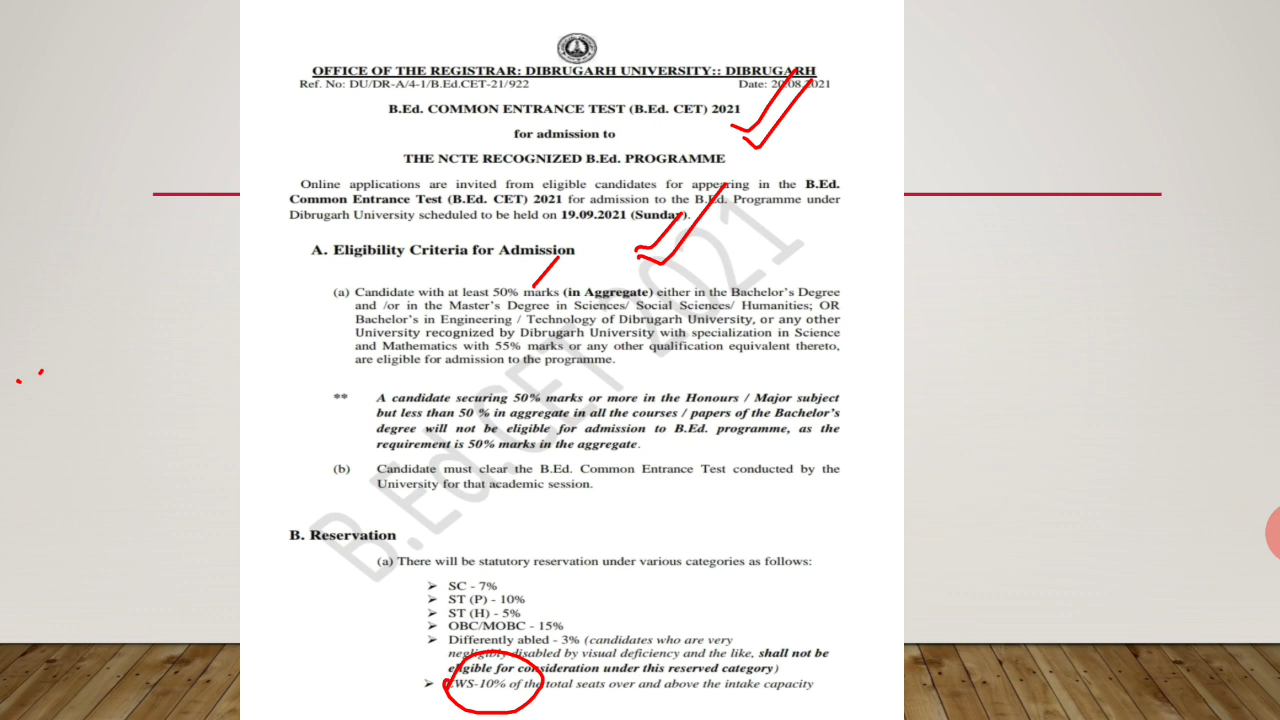 OFFICE OF THE REGISTRAR: DIBRUGARH UNIVERSITY:: DIBRUGARH
Ref. No: DU/DR-A/4-1/B.Ed.CET-21/922 Date: 20.08.2021
B.Ed. COMMON ENTRANCE TEST (B.Ed. CET) 2021
for admission to
THE NCTE RECOGNIZED B.Ed. PROGRAMME
Online applications are invited from eligible candidates for appearing in the B.Ed.
Common Entrance Test (B.Ed. CET) 2021 for admission to the B.Ed. Programme under
Dibrugarh University scheduled to be held on 19.09.2021 (Sunday).
A. Eligibility Criteria for Admission
(a) Candidate with at least 50% marks (in Aggregate) either in the Bachelor's Degree
and /or in the Master's Degree in Sciences/ Social Sciences/ Humanities; OR
Bachelor's in Engineering / Technology of Dibrugarh University, or any other
University recognized by Dibrugarh University with specialization in Science
and Mathematics with 55% marks or any other qualification equivalent thereto,
are eligible for admission to the programme.
** A candidate securing 50% marks or more in the Honours / Major subject
but less than 50 % in aggregate in all the courses / papers of the Bachelor's
degree will not be eligible for admission to B.Ed. programme, as the
requirement is 50% marks in the aggregate.
(b) Candidate must clear the B.Ed. Common Entrance Test conducted by the
University for that academic session.
B. Reservation
(a) There will be statutory reservation under various categories as follows:
➢ SC - 7%
➢ ST (P) - 10%
➢ ST (H) - 5%
➢ OBC/MOBC - 15%
➢ Differently abled - 3% (candidates who are very
negligibly disabled by visual deficiency and the like, shall not be
eligible for consideration under this reserved category)
➢ EWS-10% of the total seats over and above the intake capacity
B.Ed.CET 2021